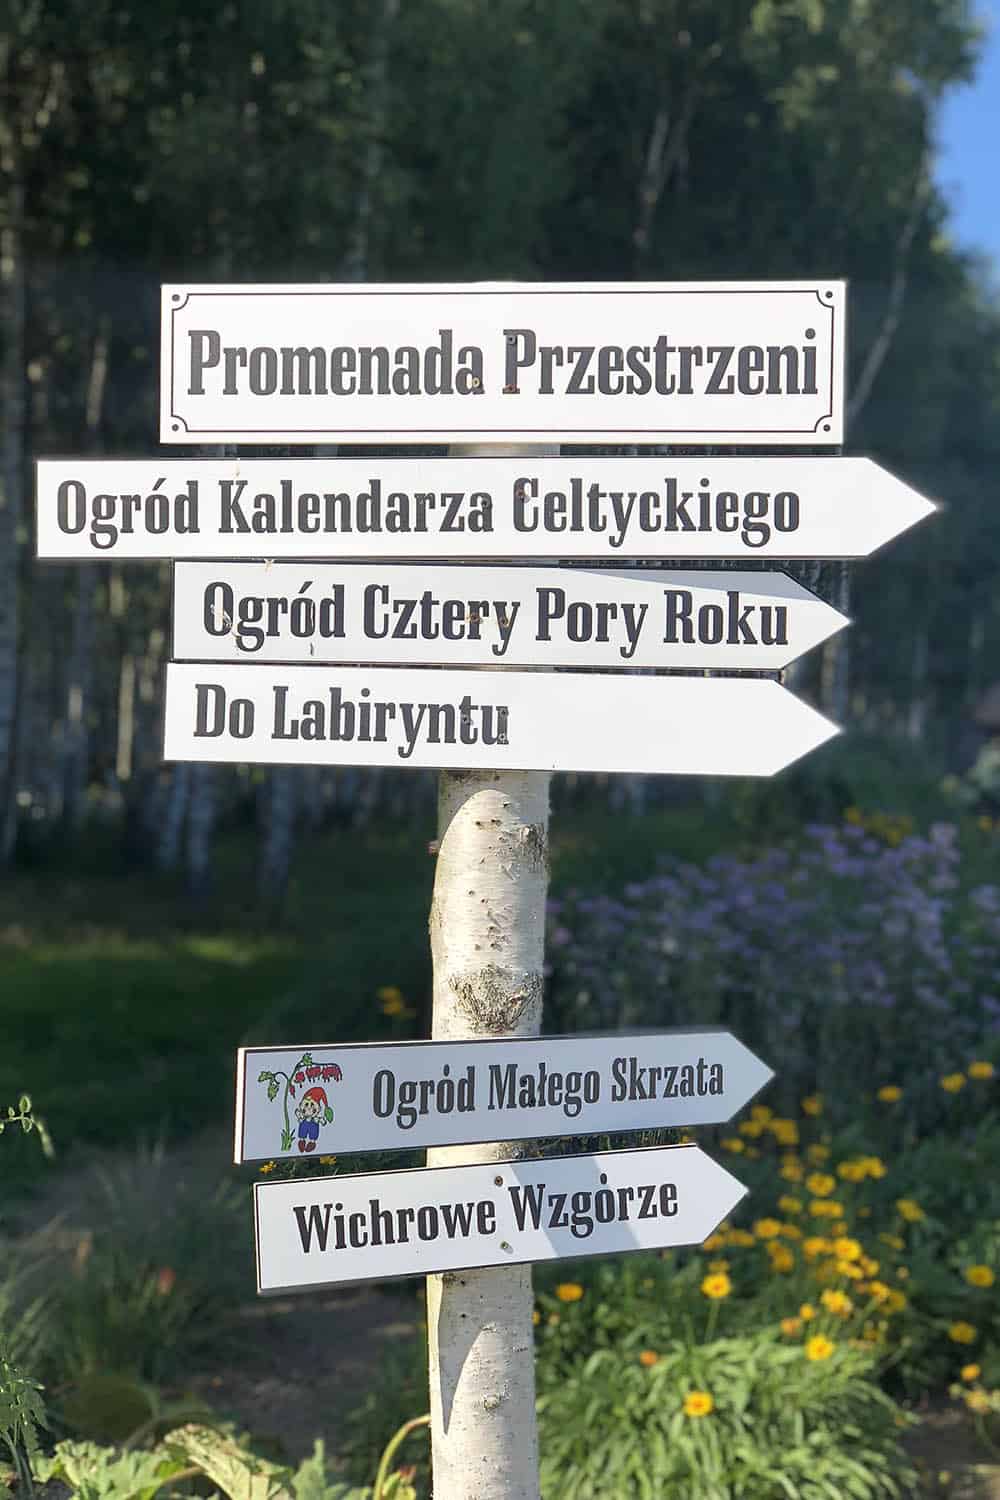 Promenada Przestrzeni
Ogród Kalendarza Celtyckiego
Ogród Cztery Pory Roku
Do Labiryntu
Ogród Małego Skrzata
Wichrowe Wzgórze